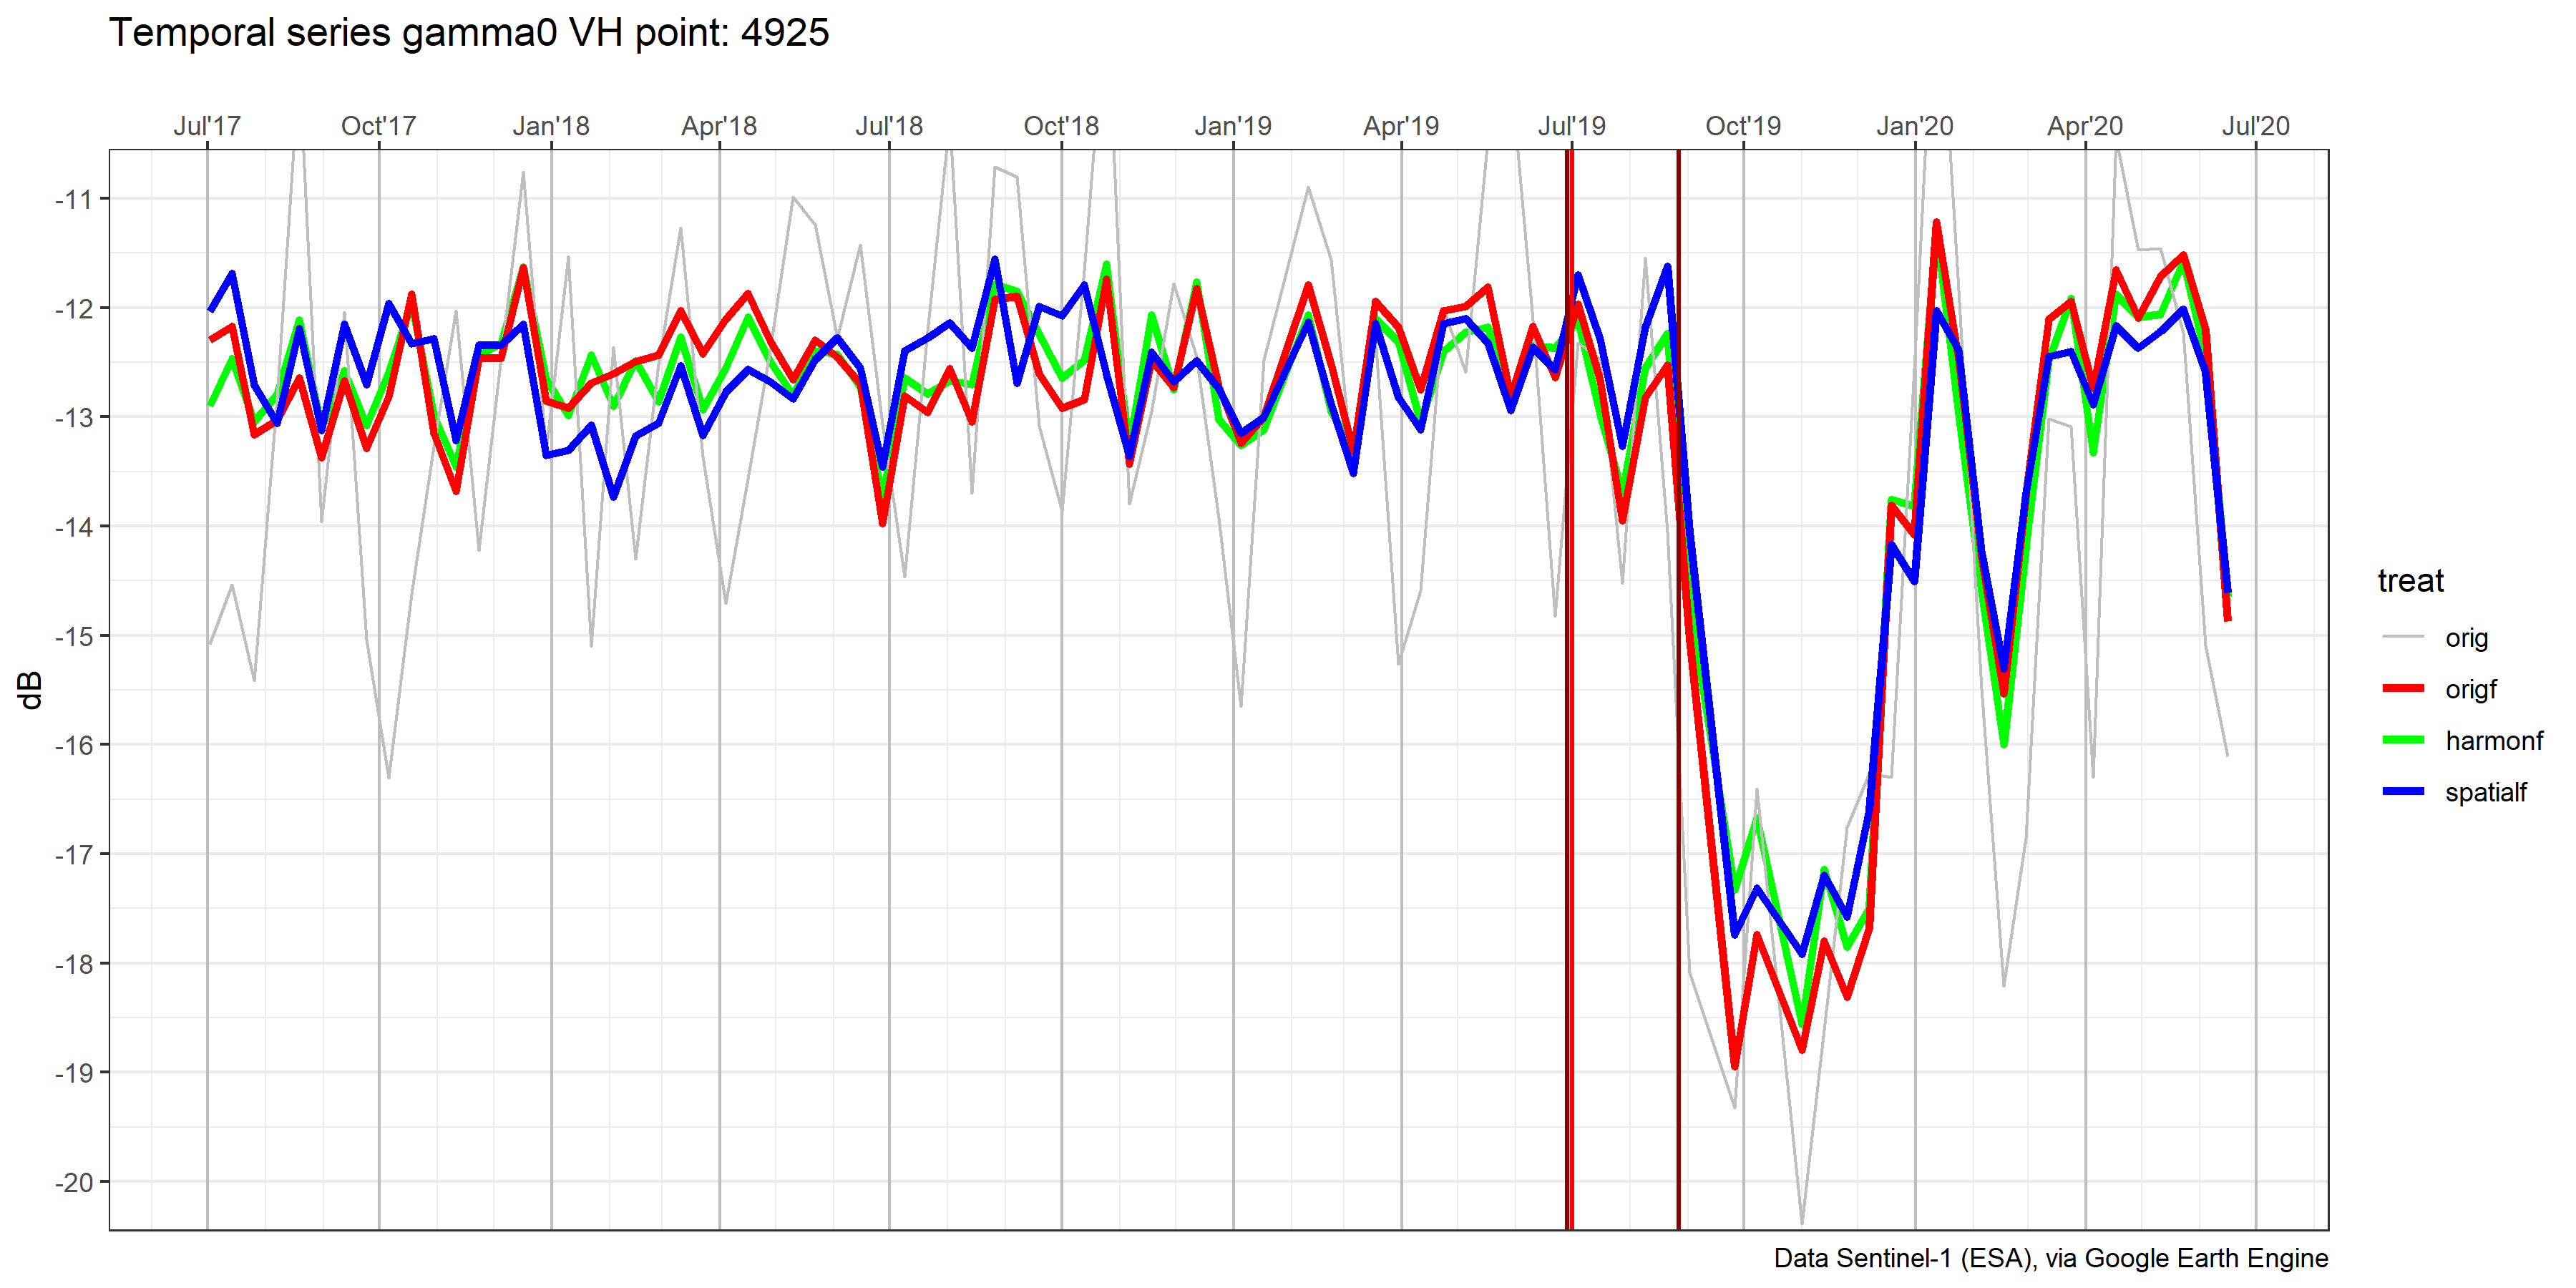 Temporal series gamma0 VH point: 4925
Jul'17 Oct'17 Jan'18 Apr'18 Jul'18 Oct'18 Jan'19 Apr'19 Jul'19 Oct'19 Jan'20 Apr'20 Jul'20
-11
-12
-13
-14
-15
-16
-17
-18
-19
-20
dB
treat
orig
origf
harmonf
spatialf
Data Sentinel-1 (ESA), via Google Earth Engine